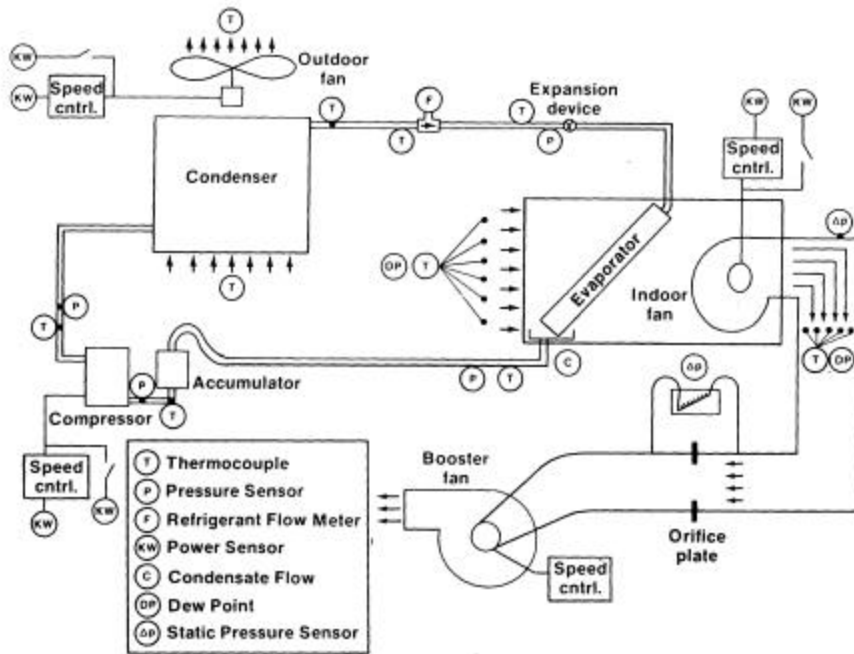 T
KW
Outdoor
fan
Speed
cntrl.
KW
T
F
T
T
P
Expansion
device
KW
KW
Speed
cntrl.
Condenser
T
DP
T
Evaporator
Indoor
fan
Δp
T
DP
P
T
Accumulator
P
T
Compressor
P
T
C
Δp
Speed
cntrl.
KW
KW
T Thermocouple
P Pressure Sensor
F Refrigerant Flow Meter
KW Power Sensor
C Condensate Flow
DP Dew Point
Δp Static Pressure Sensor
Booster
fan
Orifice
plate
Speed
cntrl.